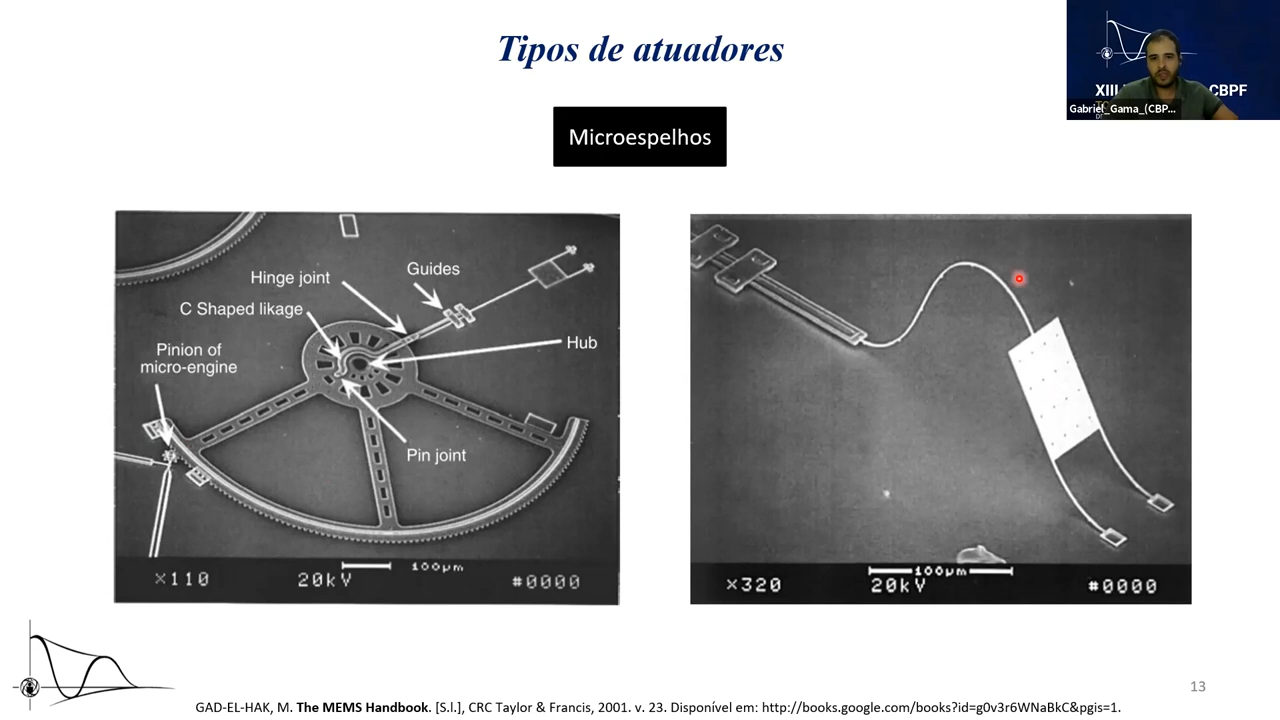 Tipos de atuadores
XIII
CBPF
Gabriel_Gama_(CBP...
Microespelhos
Hinge joint
Guides
C Shaped likage
Pinion of
micro-engine
Hub
Pin joint
×110 20kV 100μm #0000
×320 20kV 100μm #0000
13
GAD-EL-HAK, M. The MEMS Handbook. [S.l.], CRC Taylor & Francis, 2001. v. 23. Disponível em: http://books.google.com/books?id=g0v3r6WNaBkC&pgis=1.